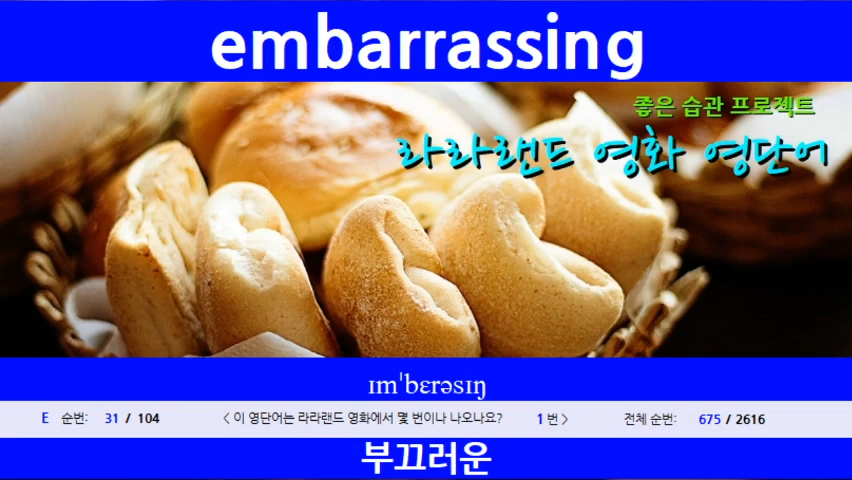 embarrassing
좋은 습관 프로젝트
라라랜드 영화 영단어
ɪmˈbɛrəsɪŋ
E 순번: 31 / 104 < 이 영단어는 라라랜드 영화에서 몇 번이나 나오나요? 1 번 > 전체 순번: 675 / 2616
부끄러운